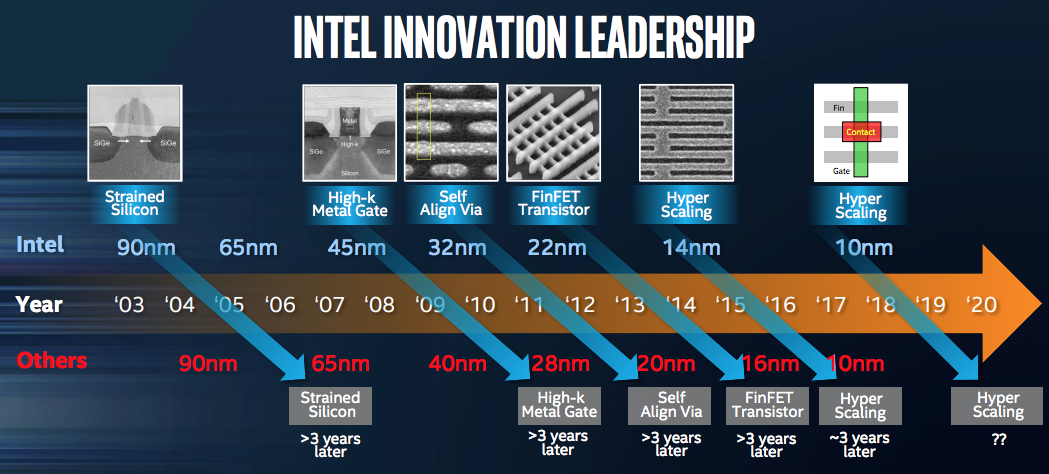 INTEL INNOVATION LEADERSHIP
SiGe
SiGe
Metal
High-k
SiGe
SiGe
Silicon
Fin
Contact
Gate
Strained
Silicon
High-k
Metal Gate
Self
Align Via
FinFET
Transistor
Hyper
Scaling
Hyper
Scaling
Intel 90nm 65nm 45nm 32nm 22nm 14nm 10nm
Year ‘03 ‘04 ‘05 ‘06 ‘07 ‘08 ‘09 ‘10 ‘11 ‘12 ‘13 ‘14 ‘15 ‘16 ‘17 ‘18 ‘19 ‘20
Others 90nm 65nm 40nm 28nm 20nm 16nm 10nm
Strained
Silicon
>3 years
later
High-k
Metal Gate
>3 years
later
Self
Align Via
>3 years
later
FinFET
Transistor
>3 years
later
Hyper
Scaling
~3 years
later
Hyper
Scaling
??